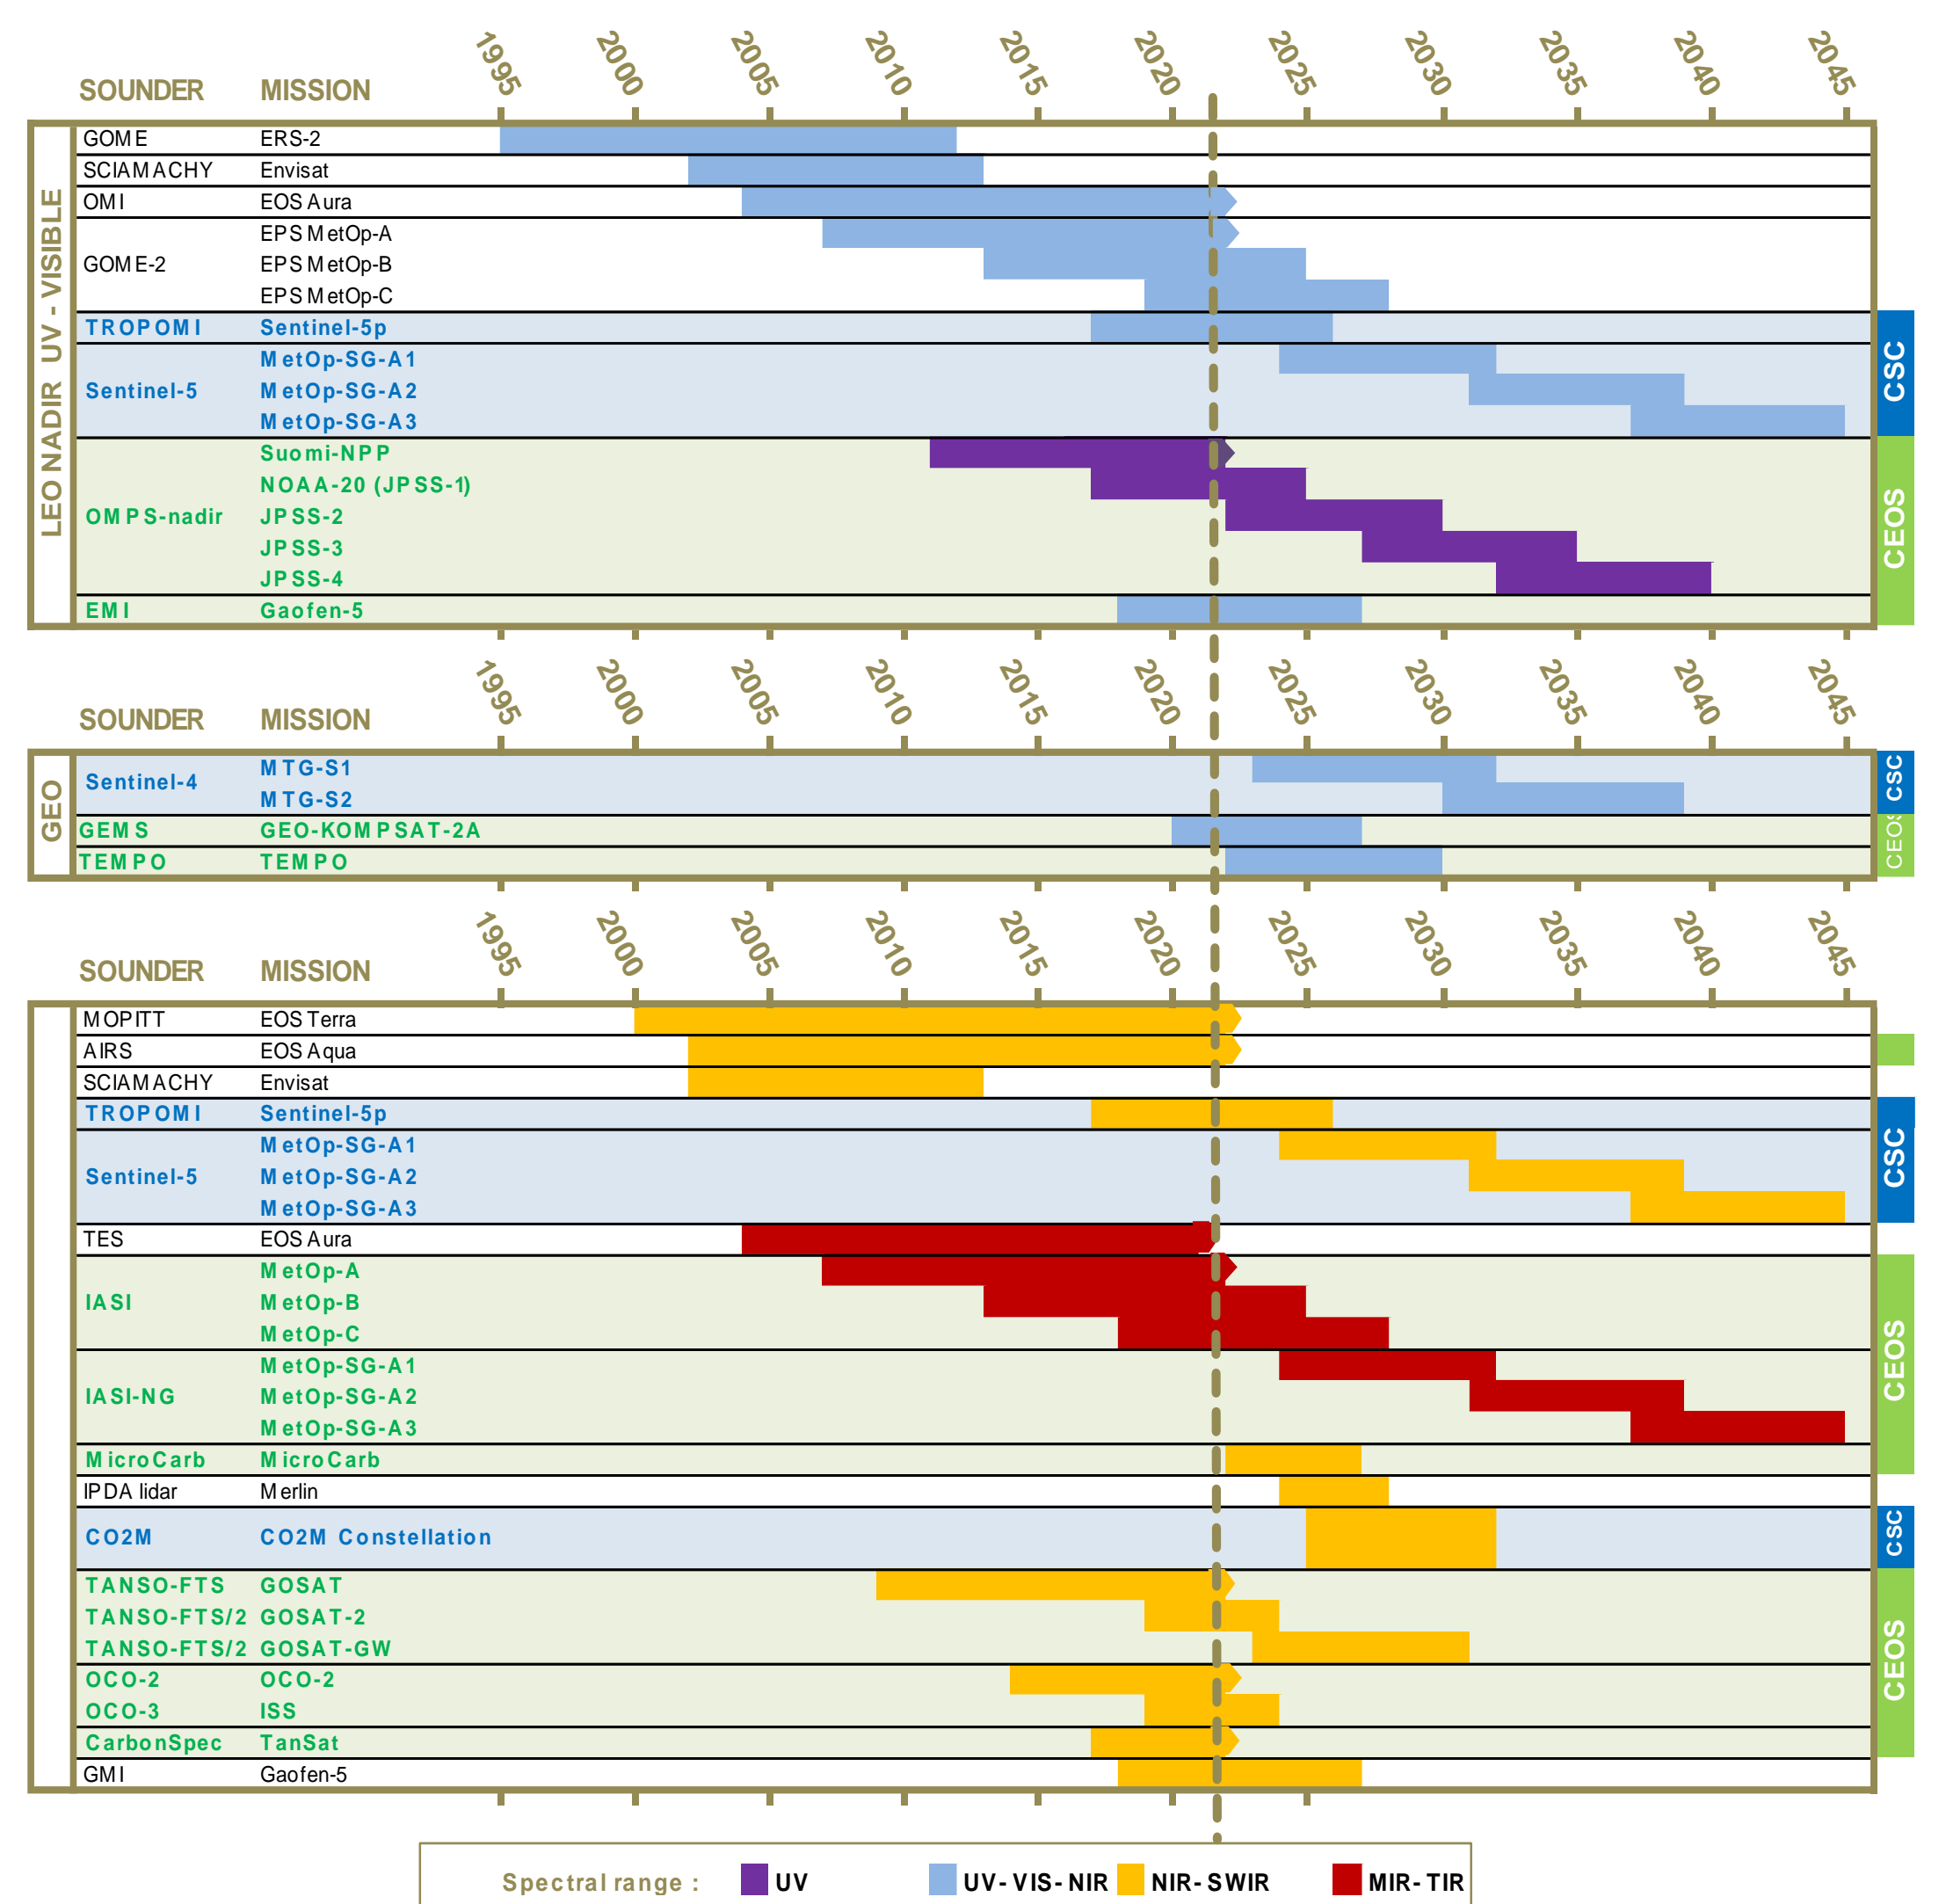 1995 2000 2005 2010 2015 2020 2025 2030 2035 2040 2045
SOUNDER MISSION
LEO NADIR UV - VISIBLE
GOME ERS-2
SCIAMACHY Envisat
OMI EOS Aura
EPS MetOp-A
GOME-2 EPS MetOp-B
EPS MetOp-C
TROPOMI Sentinel-5p
MetOp-SG-A1
Sentinel-5 MetOp-SG-A2
MetOp-SG-A3
CSC
Suomi-NPP
NOAA-20 (JPSS-1)
OMPS-nadir JPSS-2
JPSS-3
JPSS-4
EMI Gaofen-5
CEOS
1995 2000 2005 2010 2015 2020 2025 2030 2035 2040 2045
SOUNDER MISSION
GEO
Sentinel-4 MTG-S1
MTG-S2
CSC
GEMS GEO-KOMPSAT-2A
TEMPO TEMPO
CEOS
1995 2000 2005 2010 2015 2020 2025 2030 2035 2040 2045
SOUNDER MISSION
MOPITT EOS Terra
AIRS EOS Aqua
SCIAMACHY Envisat
TROPOMI Sentinel-5p
MetOp-SG-A1
Sentinel-5 MetOp-SG-A2
MetOp-SG-A3
CSC
TES EOS Aura
MetOp-A
IASI MetOp-B
MetOp-C
MetOp-SG-A1
IASI-NG MetOp-SG-A2
MetOp-SG-A3
MicroCarb MicroCarb
CEOS
IPDA lidar Merlin
CO2M CO2M Constellation
CSC
TANSO-FTS GOSAT
TANSO-FTS/2 GOSAT-2
TANSO-FTS/2 GOSAT-GW
OCO-2 OCO-2
OCO-3 ISS
CarbonSpec TanSat
CEOS
GMI Gaofen-5
Spectral range : UV UV-VIS-NIR NIR-SWIR MIR-TIR